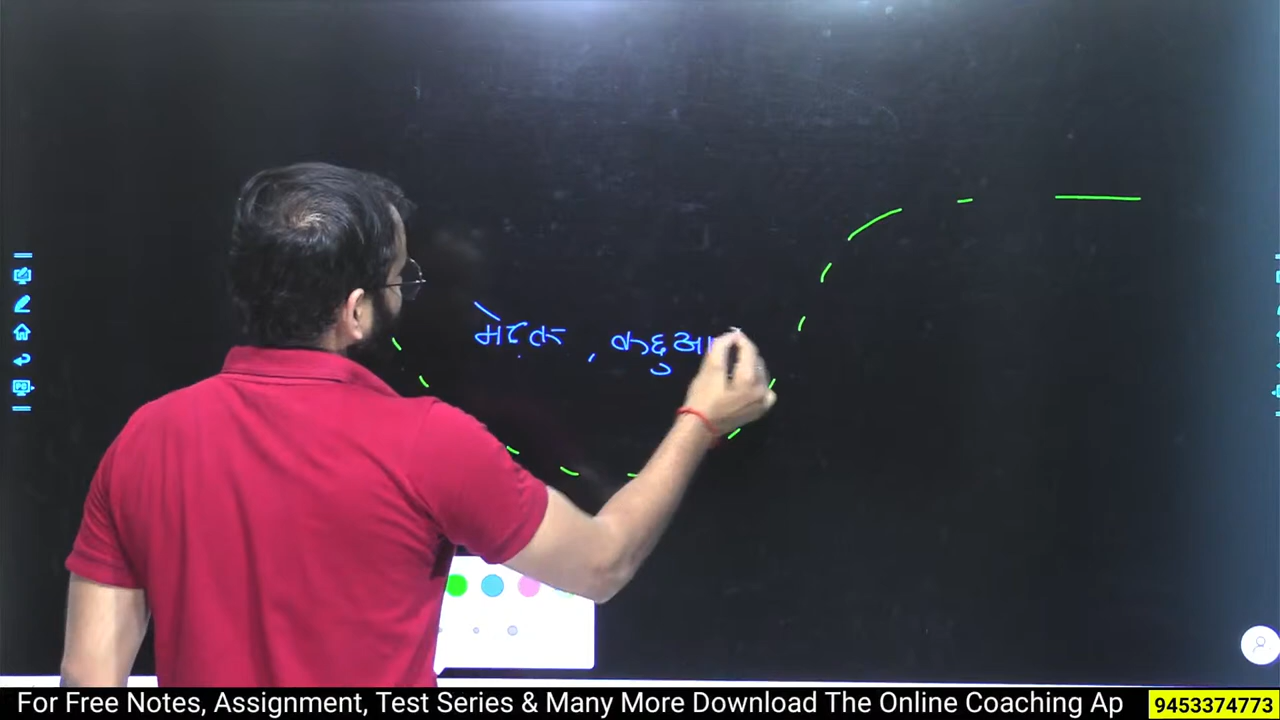 मेढक , कछुआ
For Free Notes, Assignment, Test Series & Many More Download The Online Coaching Ap
9453374773